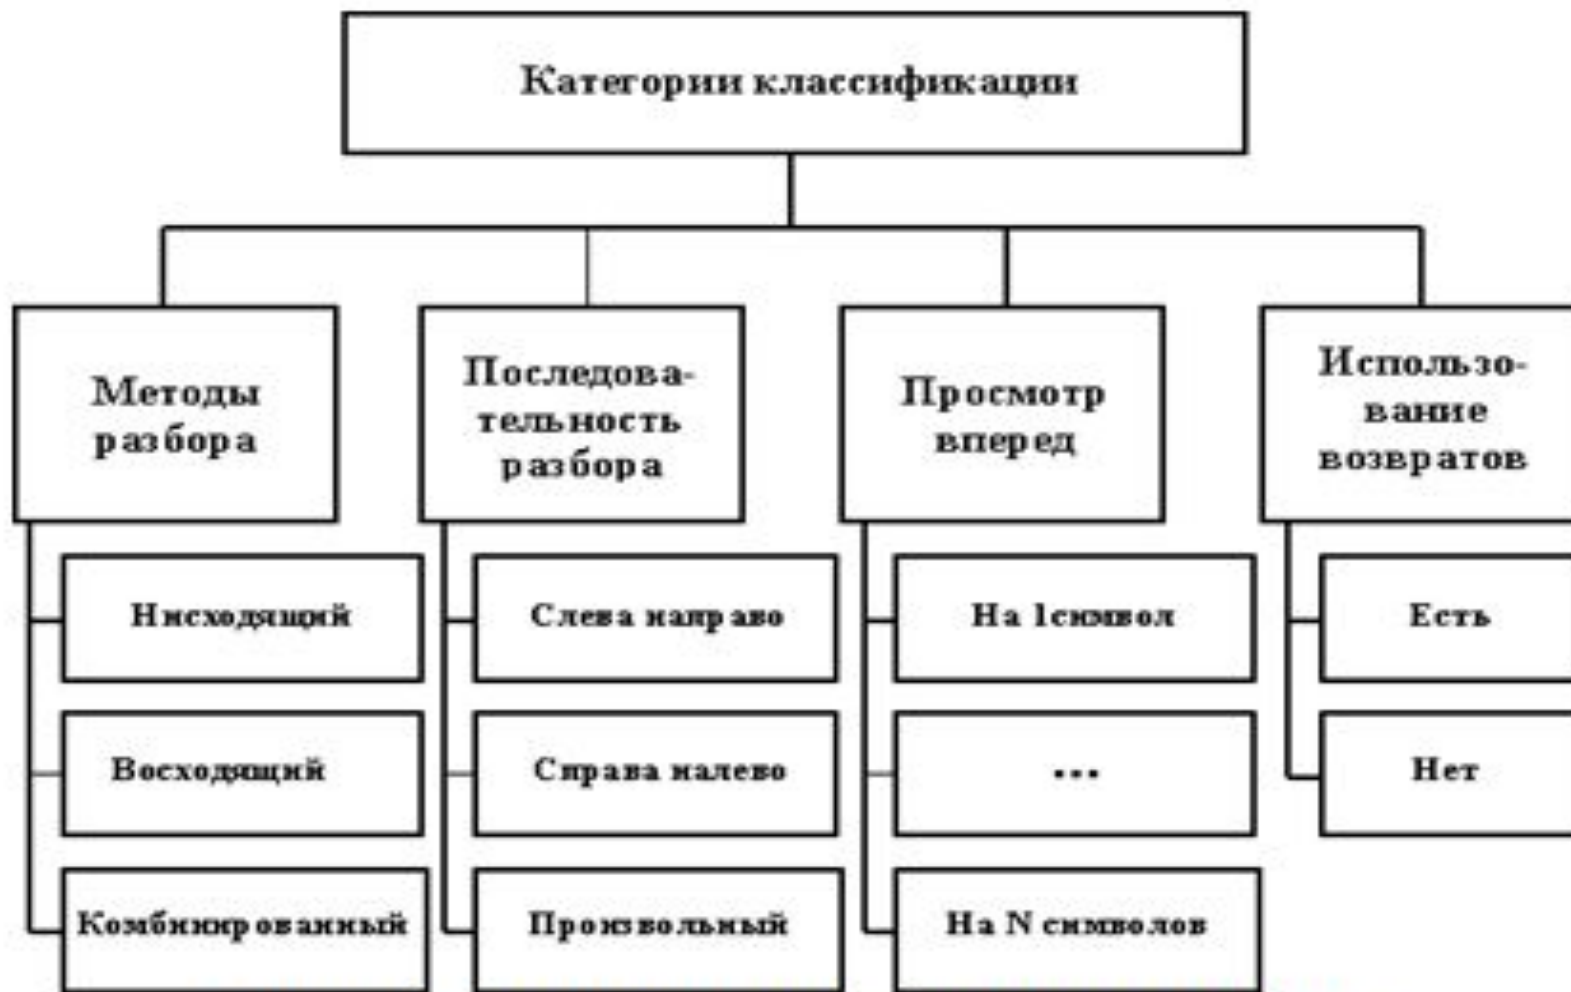 Категории классификации
Методы
разбора
Последова-
тельность
разбора
Просмотр
вперед
Использо-
вание
возвратов
Нисходящий
Слева направо
На 1символ
Есть
Восходящий
Справа налево
...
Нет
Комбинированный
Произвольный
На N символов